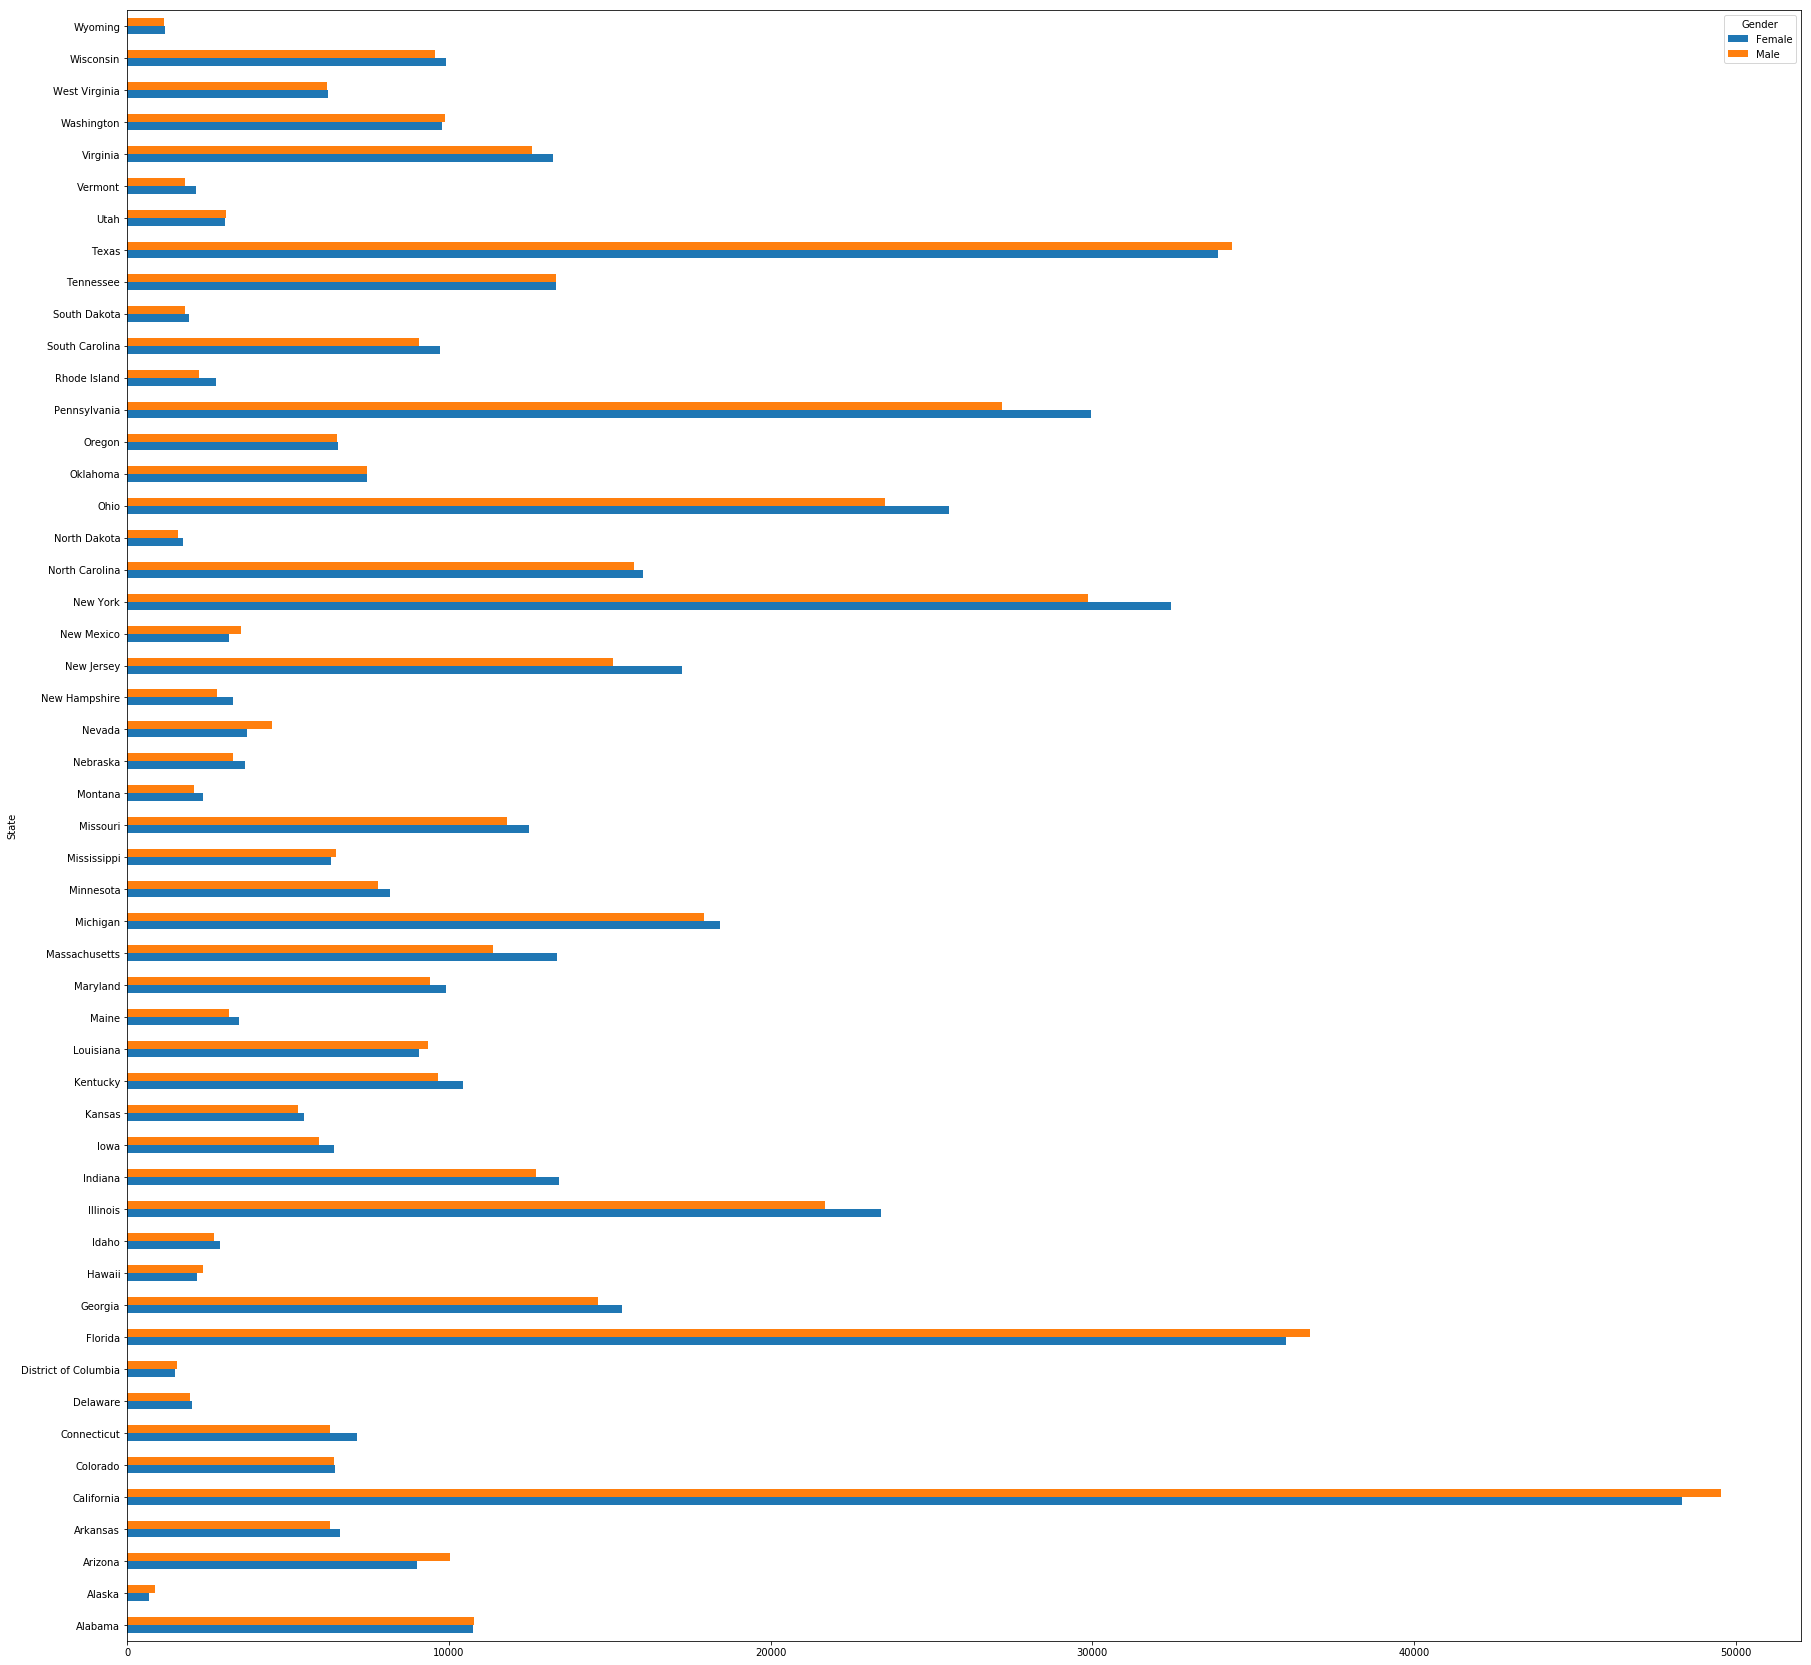 Gender
Female
Male
Wyoming
Wisconsin
West Virginia
Washington
Virginia
Vermont
Utah
Texas
Tennessee
South Dakota
South Carolina
Rhode Island
Pennsylvania
Oregon
Oklahoma
Ohio
North Dakota
North Carolina
New York
New Mexico
New Jersey
New Hampshire
Nevada
Nebraska
Montana
Missouri
Mississippi
Minnesota
Michigan
Massachusetts
Maryland
Maine
Louisiana
Kentucky
Kansas
Iowa
Indiana
Illinois
Idaho
Hawaii
Georgia
Florida
District of Columbia
Delaware
Connecticut
Colorado
California
Arkansas
Arizona
Alaska
Alabama
State
0 10000 20000 30000 40000 50000